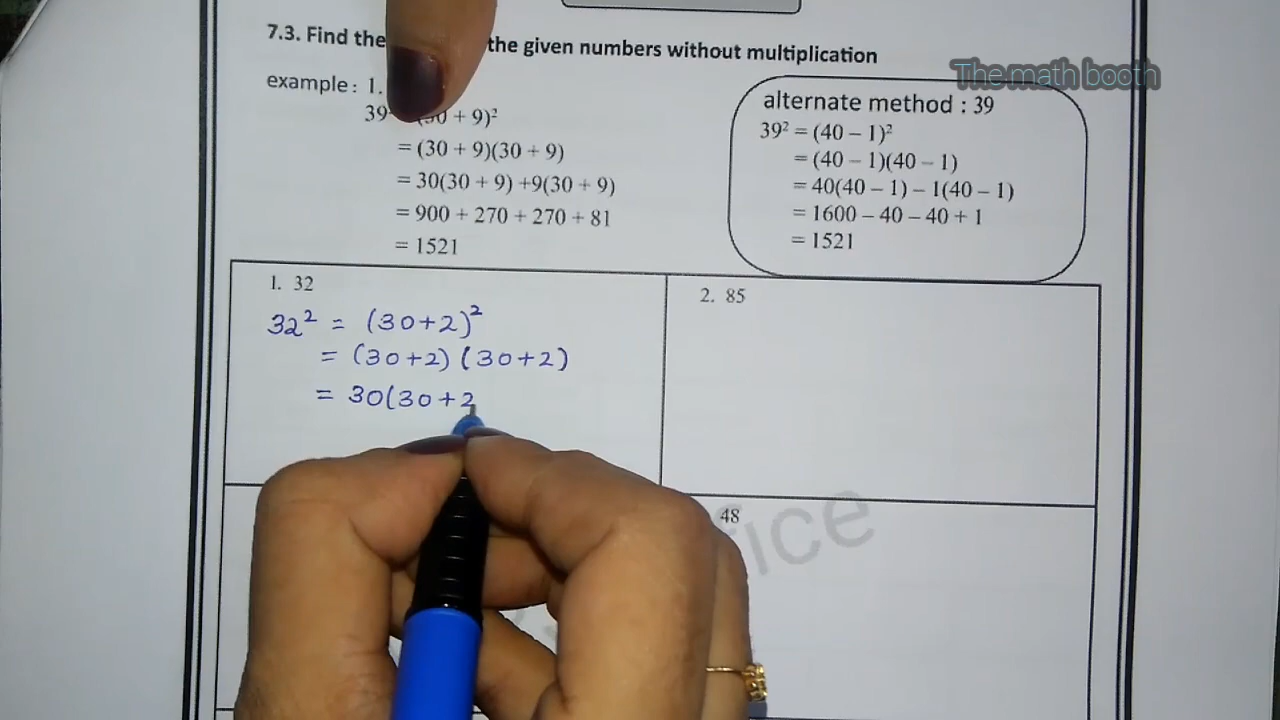 The math booth
7.3. Find the the given numbers without multiplication
example : 1.
39 + 9)²
= (30 + 9)(30 + 9)
= 30(30 + 9) +9(30 + 9)
= 900 + 270 + 270 + 81
= 1521
alternate method : 39
39² = (40 – 1)²
= (40 – 1)(40 – 1)
= 40(40 – 1) – 1(40 – 1)
= 1600 – 40 – 40 + 1
= 1521
1. 32
32² = (30+2)²
= (30+2) (30+2)
= 30(30+2
2. 85
48